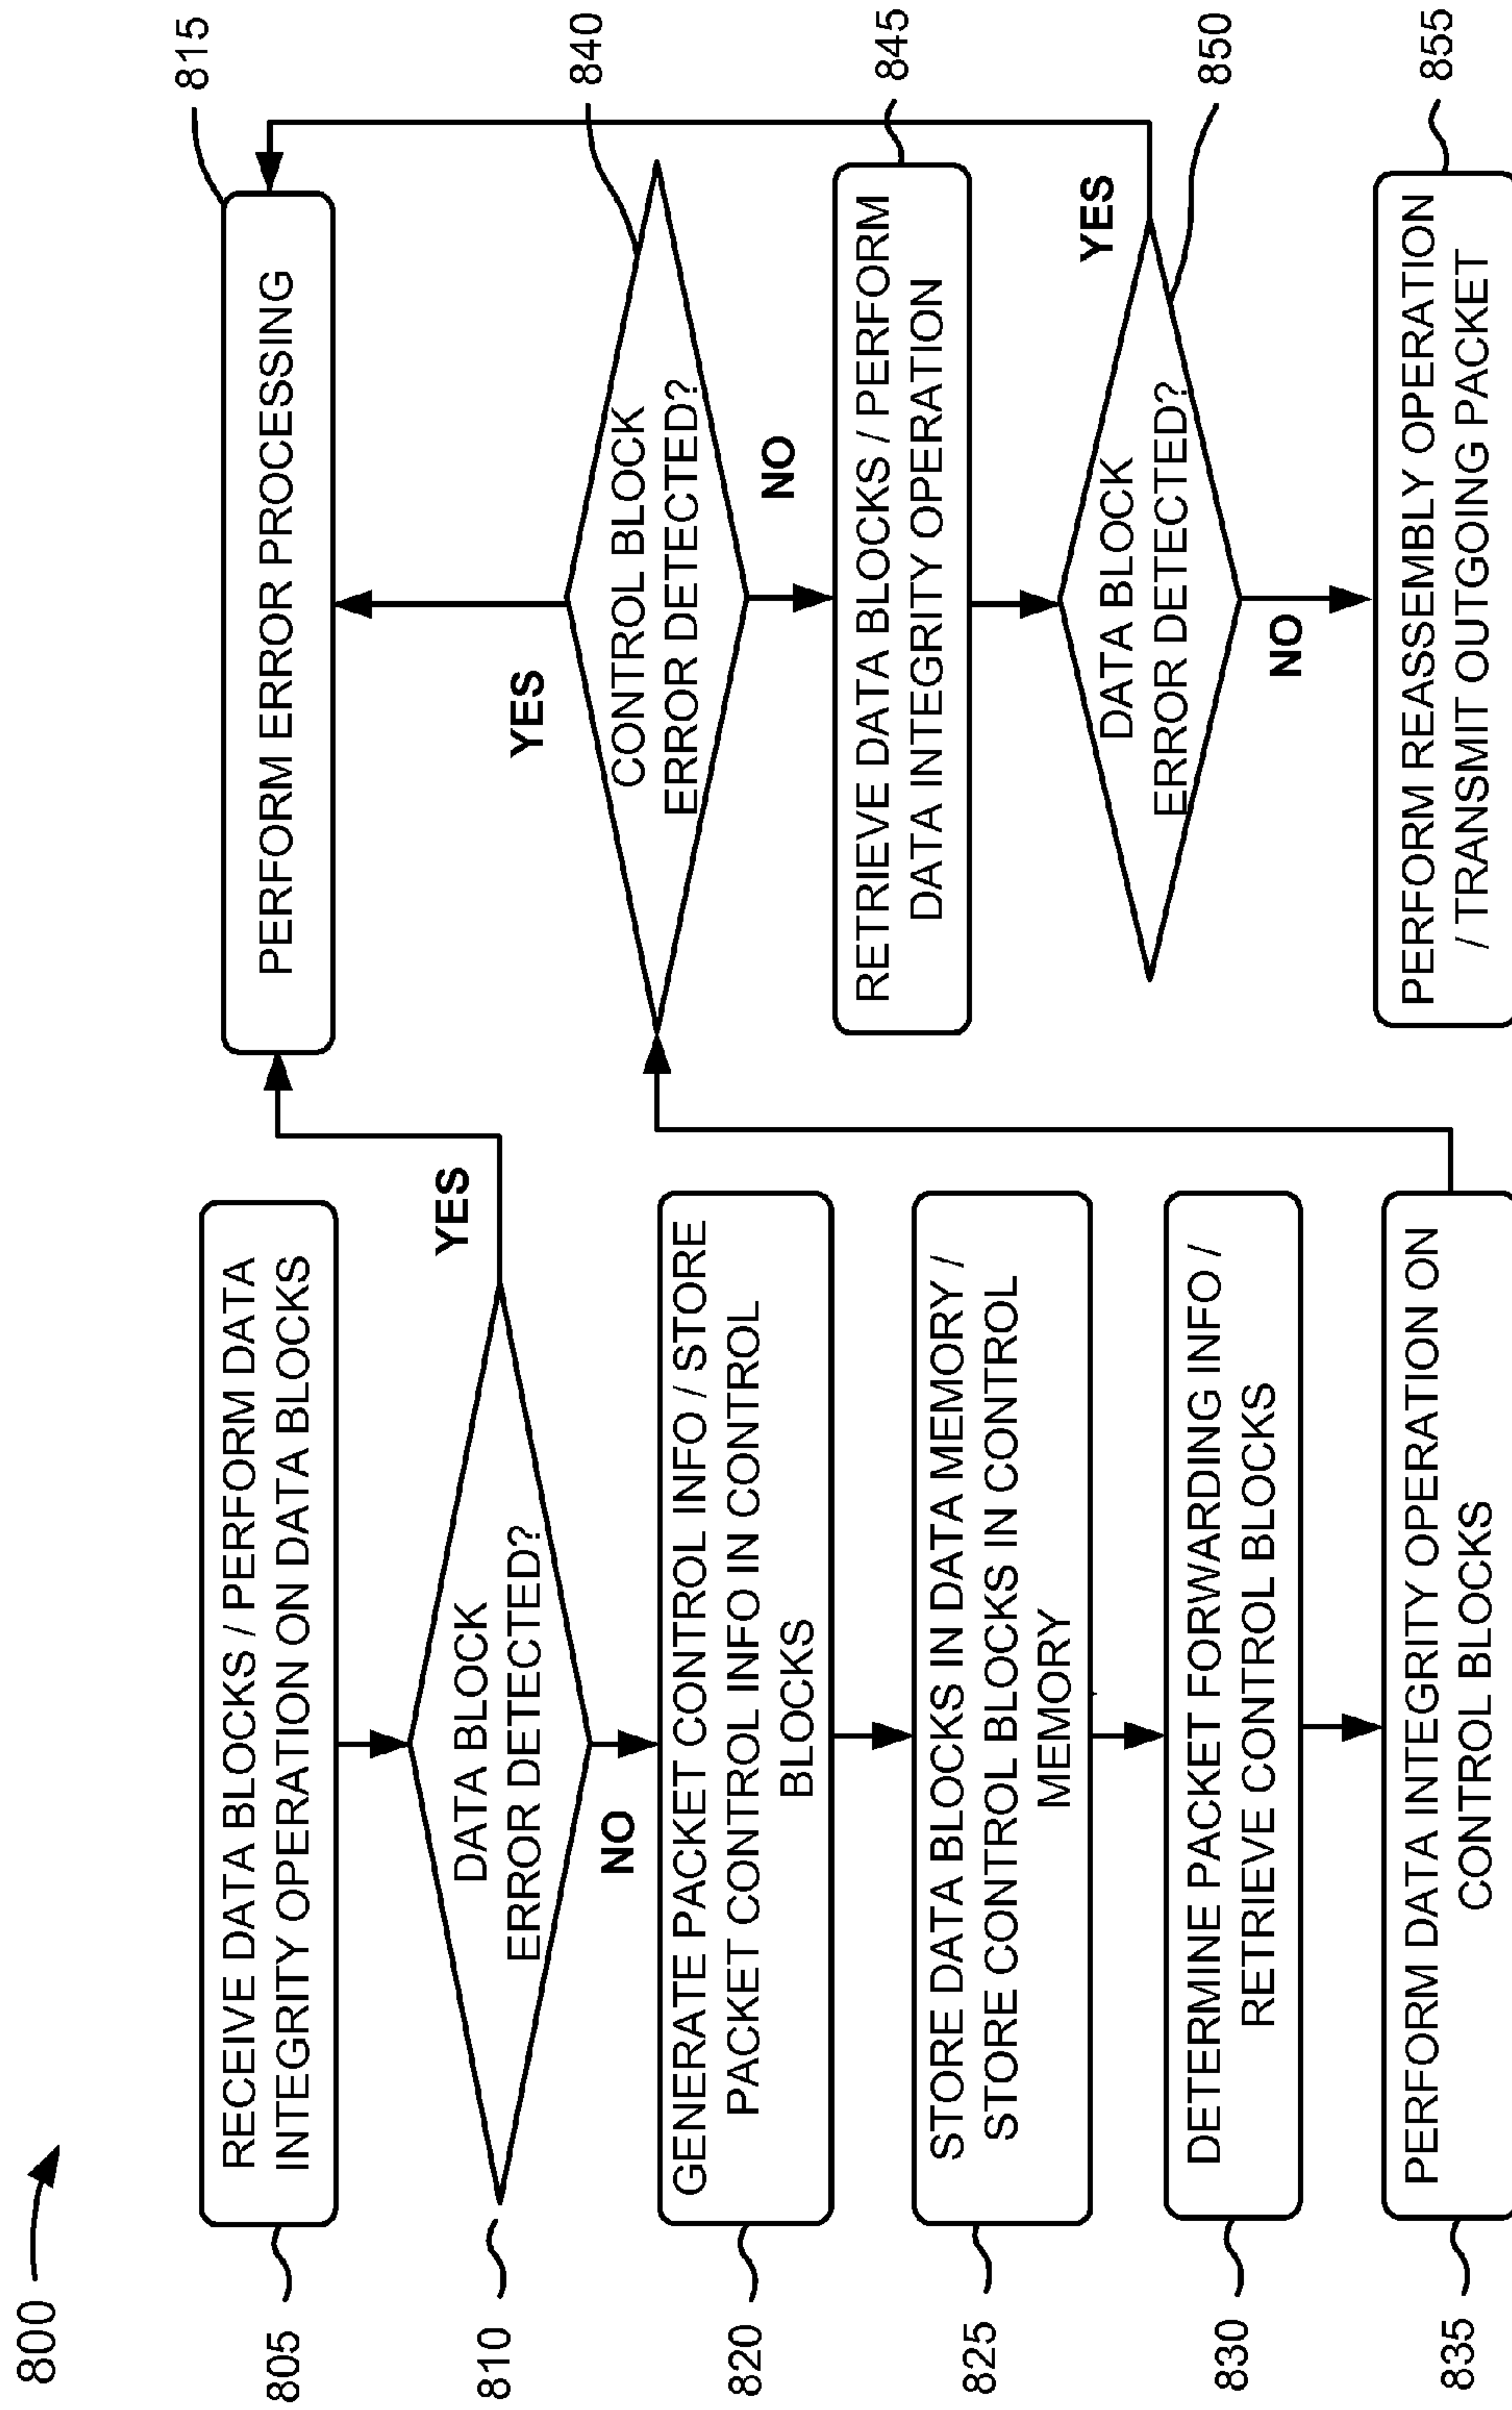 800
805
RECEIVE DATA BLOCKS / PERFORM DATA
INTEGRITY OPERATION ON DATA BLOCKS
810
DATA BLOCK
ERROR DETECTED?
YES
NO
820
GENERATE PACKET CONTROL INFO / STORE
PACKET CONTROL INFO IN CONTROL
BLOCKS
825
STORE DATA BLOCKS IN DATA MEMORY /
STORE CONTROL BLOCKS IN CONTROL
MEMORY
830
DETERMINE PACKET FORWARDING INFO /
RETRIEVE CONTROL BLOCKS
835
PERFORM DATA INTEGRITY OPERATION ON
CONTROL BLOCKS
815
PERFORM ERROR PROCESSING
YES
840
CONTROL BLOCK
ERROR DETECTED?
NO
845
RETRIEVE DATA BLOCKS / PERFORM
DATA INTEGRITY OPERATION
YES
850
DATA BLOCK
ERROR DETECTED?
NO
855
PERFORM REASSEMBLY OPERATION
/ TRANSMIT OUTGOING PACKET